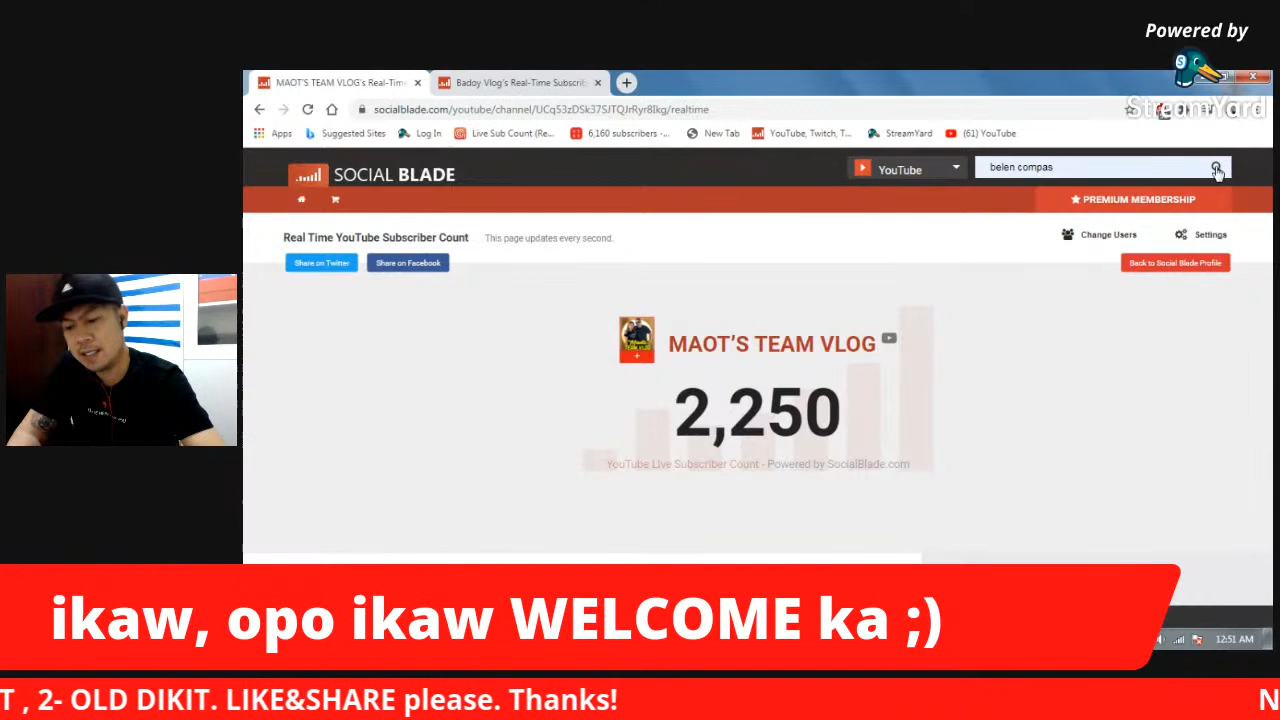 Powered by
StreamYard
MAOT'S TEAM VLOG's Real-Time
Badoy Vlog's Real-Time Subscrib
socialblade.com/youtube/channel/UCq53zDSk37SJTQJrRyr8Ikg/realtime
Apps
Suggested Sites
Log In
Live Sub Count (Re...
6,160 subscribers -...
New Tab
YouTube, Twitch, T...
StreamYard
(61) YouTube
SOCIAL BLADE
YouTube
belen compas
PREMIUM MEMBERSHIP
Real Time YouTube Subscriber Count
This page updates every second.
Change Users
Settings
Share on Twitter
Share on Facebook
Back to Social Blade Profile
MAOT'S TEAM VLOG
2,250
YouTube Live Subscriber Count - Powered by SocialBlade.com
ikaw, opo ikaw WELCOME ka ;)
12:51 AM
T , 2- OLD DIKIT. LIKE&SHARE please. Thanks!
N